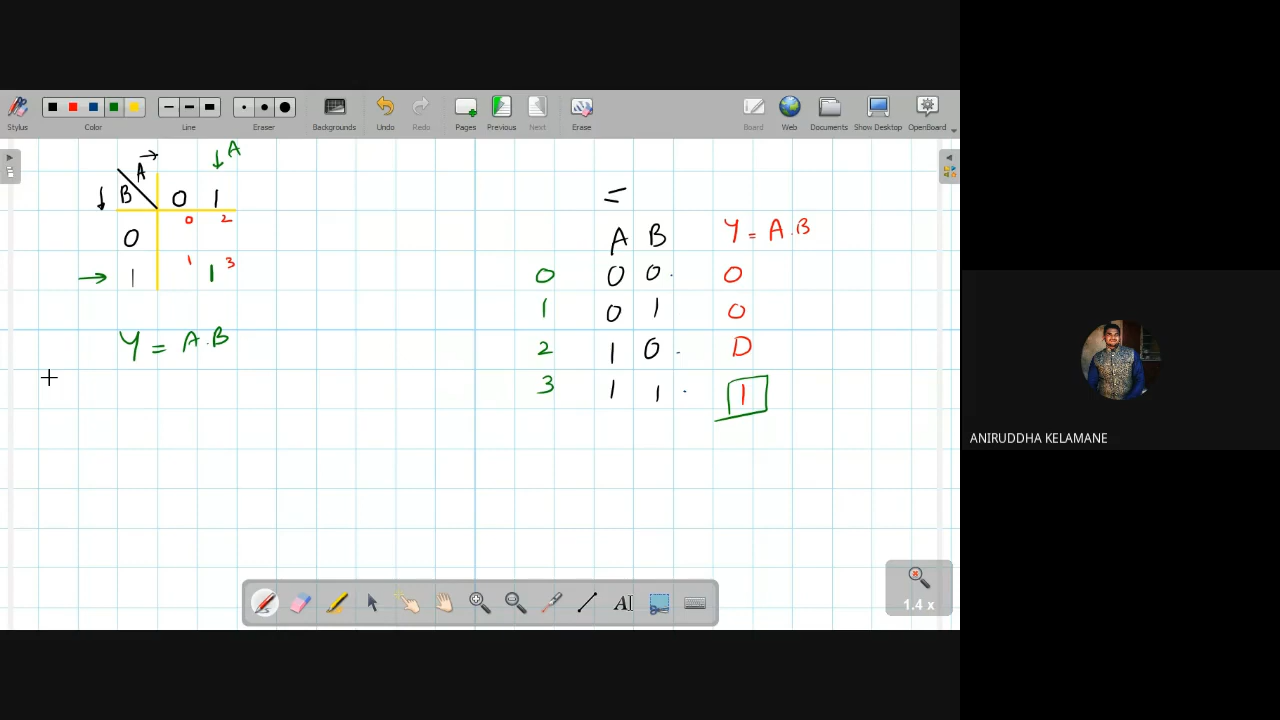 Stylus Color Line Eraser Backgrounds Undo Redo Pages Previous Next Erase Board Web Documents Show Desktop OpenBoard
A → ↓ A
↓ B 0 1
0 0 2
→ 1 1 1 3
Y = A.B
=
A B Y = A.B
0 0 0 . 0
1 0 1 0
2 1 0 . D
3 1 1 . 1
AI
1.4 x
ANIRUDDHA KELAMANE